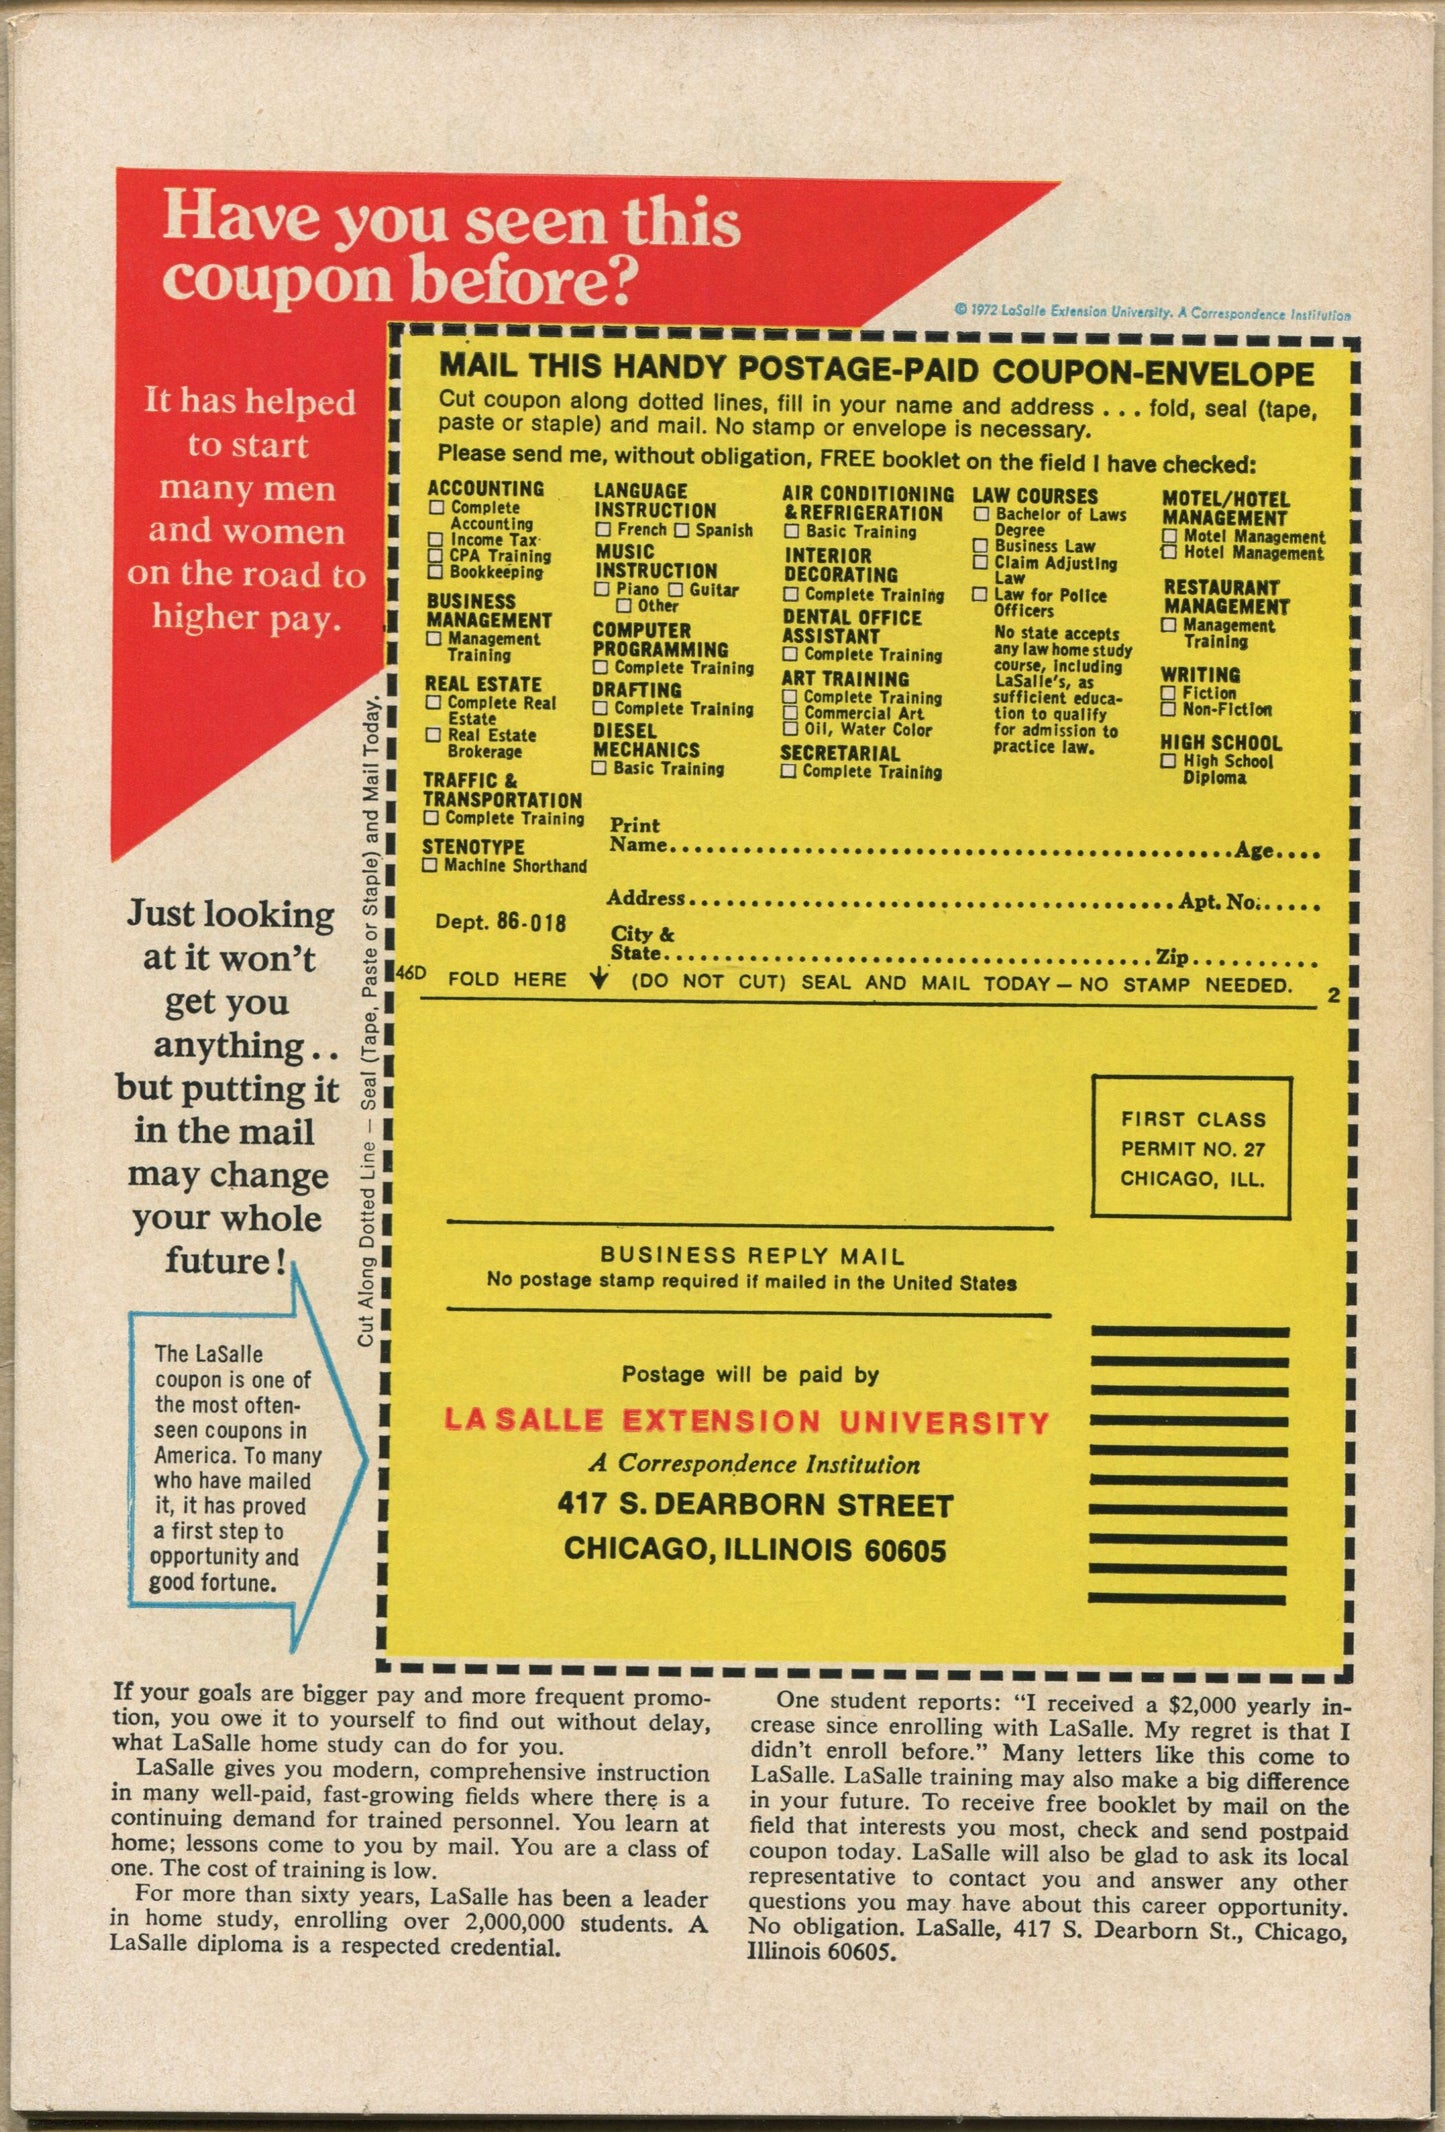 Have you seen this
coupon before?
It has helped
to start
many men
and women
on the road to
higher pay.
© 1972 LaSalle Extension University, A Correspondence Institution
MAIL THIS HANDY POSTAGE-PAID COUPON-ENVELOPE
Cut coupon along dotted lines, fill in your name and address . . . fold, seal (tape,
paste or staple) and mail. No stamp or envelope is necessary.
Please send me, without obligation, FREE booklet on the field I have checked:
ACCOUNTING
Complete
Accounting
Income Tax
CPA Training
Bookkeeping
BUSINESS
MANAGEMENT
Management
Training
REAL ESTATE
Complete Real
Estate
Real Estate
Brokerage
TRAFFIC &
TRANSPORTATION
Complete Training
STENOTYPE
Machine Shorthand
LANGUAGE
INSTRUCTION
French Spanish
MUSIC
INSTRUCTION
Piano Guitar
Other
COMPUTER
PROGRAMMING
Complete Training
DRAFTING
Complete Training
DIESEL
MECHANICS
Basic Training
AIR CONDITIONING
& REFRIGERATION
Basic Training
INTERIOR
DECORATING
Complete Training
DENTAL OFFICE
ASSISTANT
Complete Training
ART TRAINING
Complete Training
Commercial Art
Oil, Water Color
SECRETARIAL
Complete Training
LAW COURSES
Bachelor of Laws
Degree
Business Law
Claim Adjusting
Law
Law for Police
Officers
No state accepts
any law home study
course, including
LaSalle's, as
sufficient educa-
tion to qualify
for admission to
practice law.
MOTEL/HOTEL
MANAGEMENT
Motel Management
Hotel Management
RESTAURANT
MANAGEMENT
Management
Training
WRITING
Fiction
Non-Fiction
HIGH SCHOOL
High School
Diploma
Print
Name Age
Address Apt. No.
City &
State Zip
Dept. 86-018
46D FOLD HERE (DO NOT CUT) SEAL AND MAIL TODAY — NO STAMP NEEDED. 2
Cut Along Dotted Line — Seal (Tape, Paste or Staple) and Mail Today.
Just looking
at it won't
get you
anything . .
but putting it
in the mail
may change
your whole
future!
The LaSalle
coupon is one of
the most often-
seen coupons in
America. To many
who have mailed
it, it has proved
a first step to
opportunity and
good fortune.
FIRST CLASS
PERMIT NO. 27
CHICAGO, ILL.
BUSINESS REPLY MAIL
No postage stamp required if mailed in the United States
Postage will be paid by
LA SALLE EXTENSION UNIVERSITY
A Correspondence Institution
417 S. DEARBORN STREET
CHICAGO, ILLINOIS 60605
If your goals are bigger pay and more frequent promo-
tion, you owe it to yourself to find out without delay,
what LaSalle home study can do for you.
LaSalle gives you modern, comprehensive instruction
in many well-paid, fast-growing fields where there is a
continuing demand for trained personnel. You learn at
home; lessons come to you by mail. You are a class of
one. The cost of training is low.
For more than sixty years, LaSalle has been a leader
in home study, enrolling over 2,000,000 students. A
LaSalle diploma is a respected credential.
One student reports: "I received a $2,000 yearly in-
crease since enrolling with LaSalle. My regret is that I
didn't enroll before." Many letters like this come to
LaSalle. LaSalle training may also make a big difference
in your future. To receive free booklet by mail on the
field that interests you most, check and send postpaid
coupon today. LaSalle will also be glad to ask its local
representative to contact you and answer any other
questions you may have about this career opportunity.
No obligation. LaSalle, 417 S. Dearborn St., Chicago,
Illinois 60605.